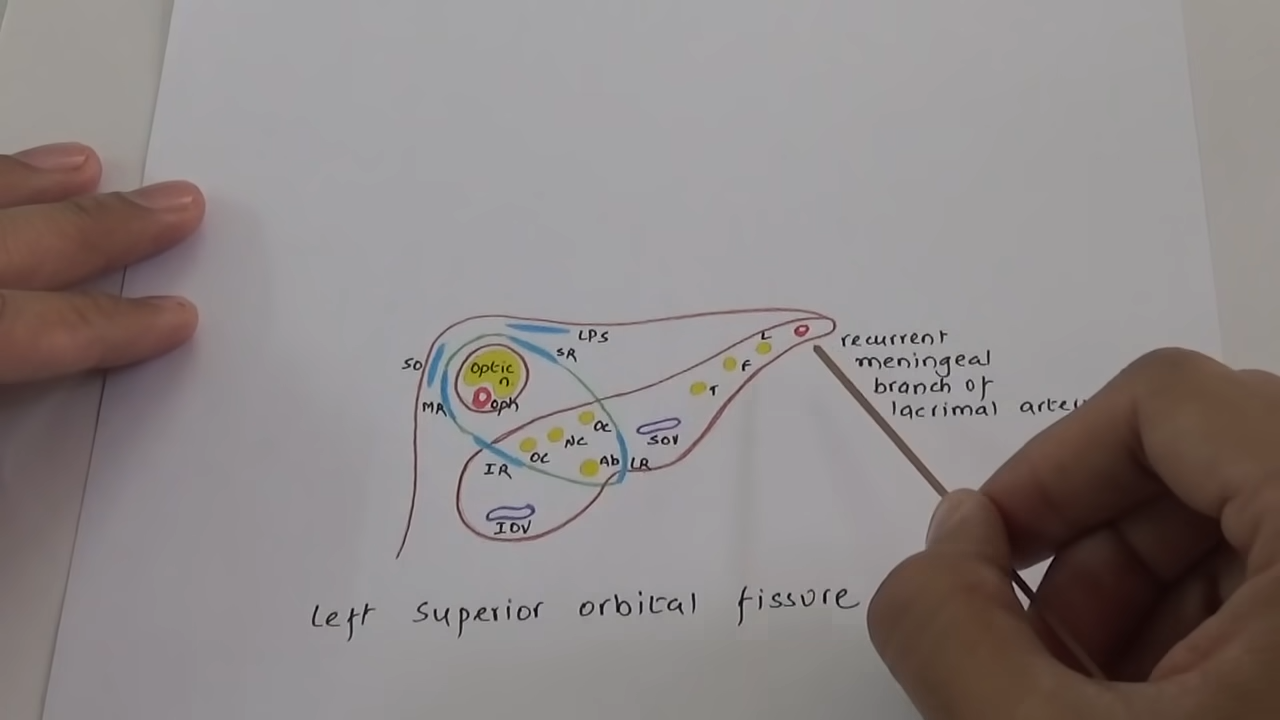 LPS
SR
SO
optic
n.
oph
MR
L
F
T
recurrent
meningeal
branch of
lacrimal
OC
NC
OC
SOV
Ab
LR
IR
IOV
left superior orbital fissure